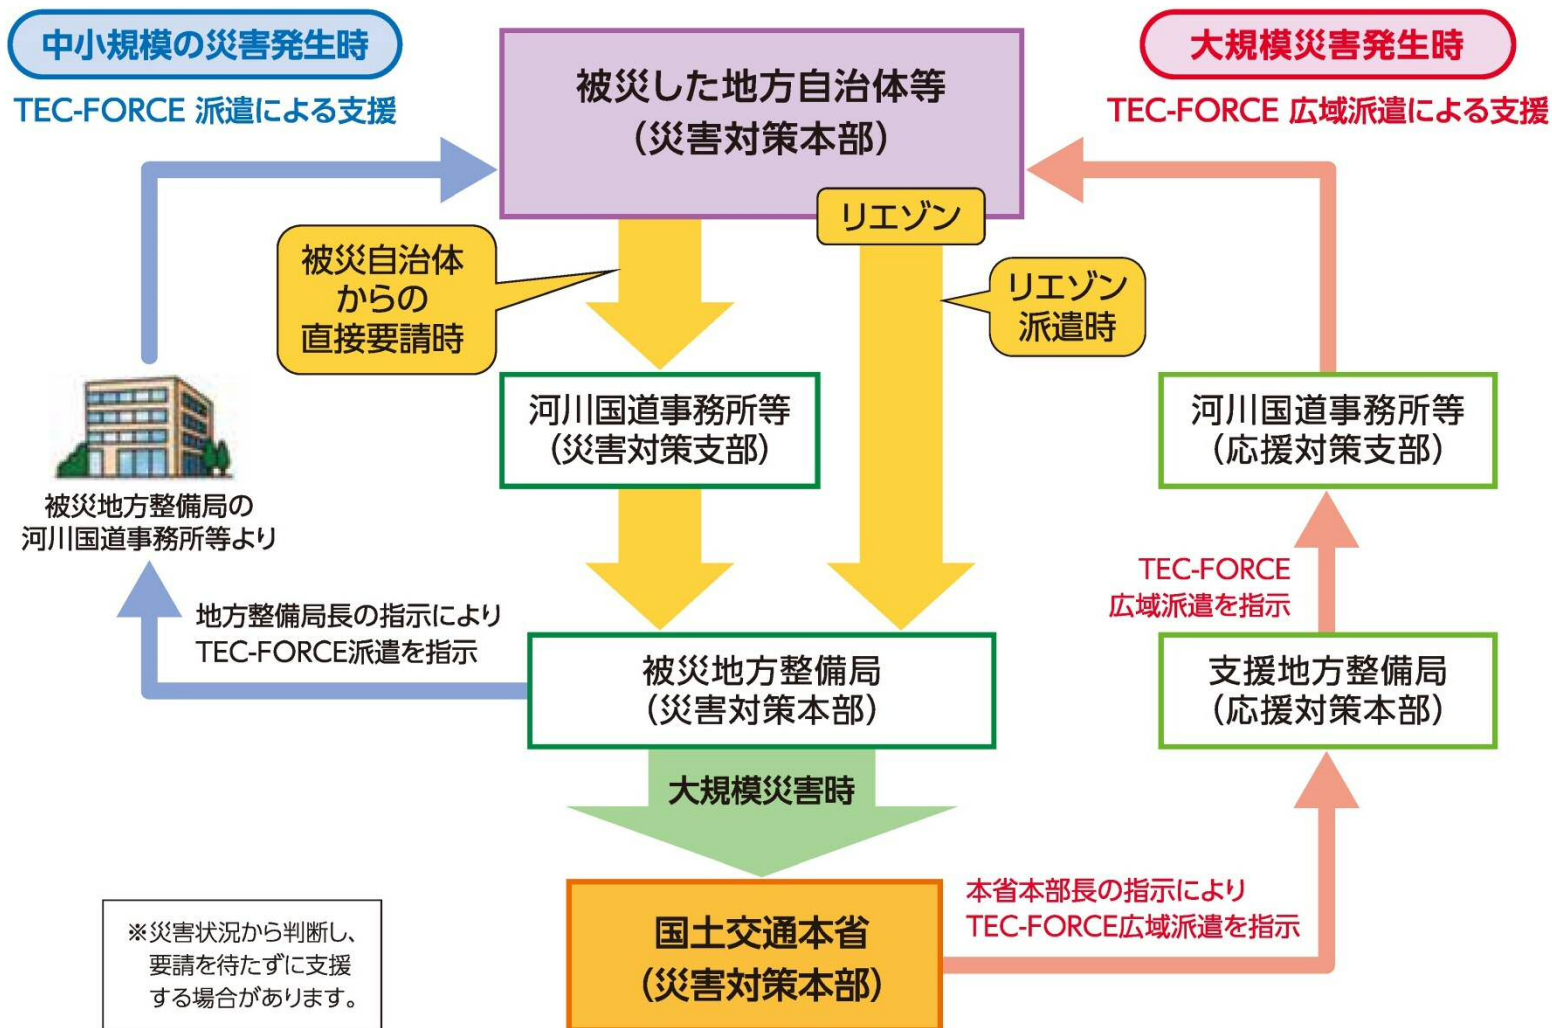 中小規模の災害発生時
TEC-FORCE 派遣による支援
大規模災害発生時
TEC-FORCE 広域派遣による支援
被災した地方自治体等
（災害対策本部）
リエゾン
被災自治体
からの
直接要請時
リエゾン
派遣時
河川国道事務所等
（災害対策支部）
河川国道事務所等
（応援対策支部）
被災地方整備局の
河川国道事務所等より
地方整備局長の指示により
TEC-FORCE派遣を指示
TEC-FORCE
広域派遣を指示
被災地方整備局
（災害対策本部）
支援地方整備局
（応援対策本部）
大規模災害時
国土交通本省
（災害対策本部）
本省本部長の指示により
TEC-FORCE広域派遣を指示
※災害状況から判断し、
要請を待たずに支援
する場合があります。